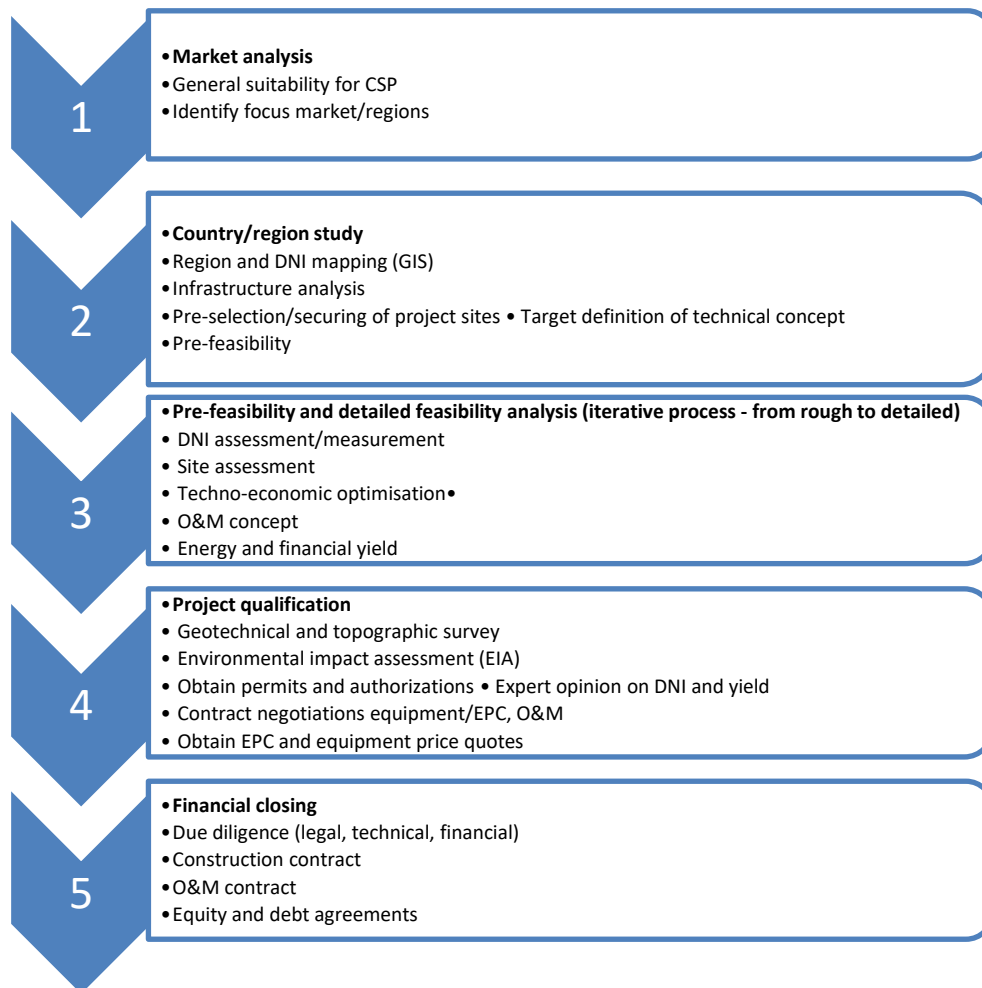 1
•Market analysis
•General suitability for CSP
•Identify focus market/regions
2
•Country/region study
•Region and DNI mapping (GIS)
•Infrastructure analysis
•Pre-selection/securing of project sites • Target definition of technical concept
•Pre-feasibility
3
•Pre-feasibility and detailed feasibility analysis (iterative process - from rough to detailed)
• DNI assessment/measurement
• Site assessment
• Techno-economic optimisation•
• O&M concept
• Energy and financial yield
4
•Project qualification
• Geotechnical and topographic survey
• Environmental impact assessment (EIA)
• Obtain permits and authorizations • Expert opinion on DNI and yield
• Contract negotiations equipment/EPC, O&M
• Obtain EPC and equipment price quotes
5
•Financial closing
•Due diligence (legal, technical, financial)
•Construction contract
•O&M contract
•Equity and debt agreements